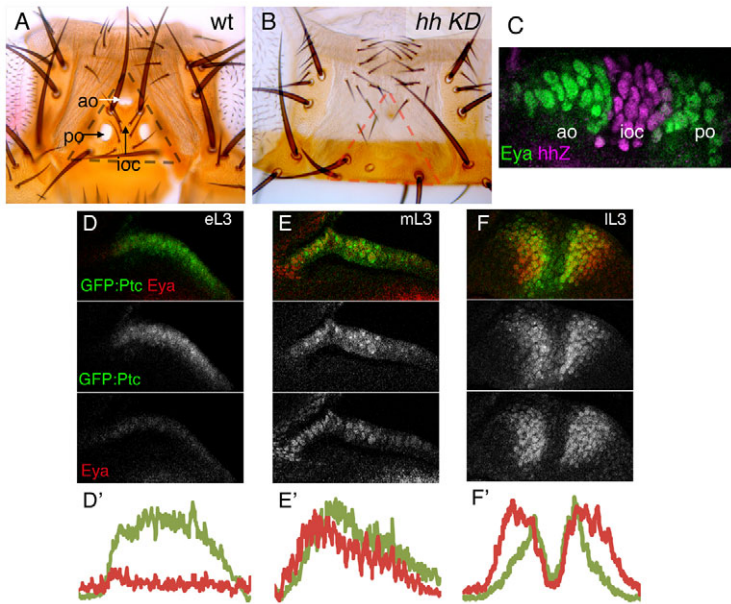 A wt
ao
po
ioc
B hh KD
C
ao ioc po
Eya hhZ
D eL3
GFP:Ptc Eya
GFP:Ptc
Eya
E mL3
F lL3
D’
E’
F’